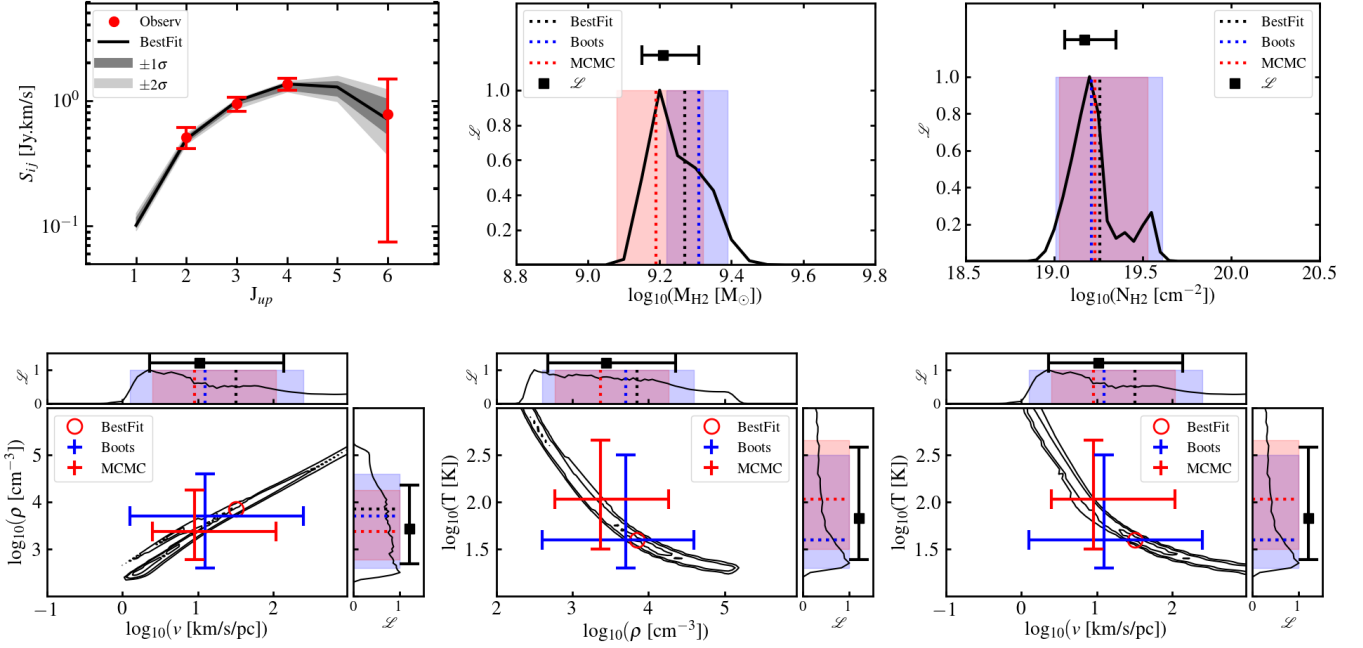 Observ
BestFit
±1σ
±2σ
S_ij [Jy.km/s]
10^0
10^-1
1 2 3 4 5 6
J_up
BestFit
Boots
MCMC
ℒ
ℒ
1.0
0.8
0.6
0.4
0.2
8.8 9.0 9.2 9.4 9.6 9.8
log10(M_H2 [M_⊙])
BestFit
Boots
MCMC
ℒ
ℒ
1.0
0.8
0.6
0.4
0.2
18.5 19.0 19.5 20.0 20.5
log10(N_H2 [cm^-2])
ℒ
1
0
BestFit
Boots
MCMC
log10(ρ [cm^-3])
5
4
3
−1 0 1 2
log10(v [km/s/pc])
0 1
ℒ
1
0
BestFit
Boots
MCMC
log10(T [K])
2.5
2.0
1.5
2 3 4 5
log10(ρ [cm^-3])
0 1
ℒ
ℒ
1
0
BestFit
Boots
MCMC
log10(T [K])
2.5
2.0
1.5
−1 0 1 2
log10(v [km/s/pc])
0 1
ℒ